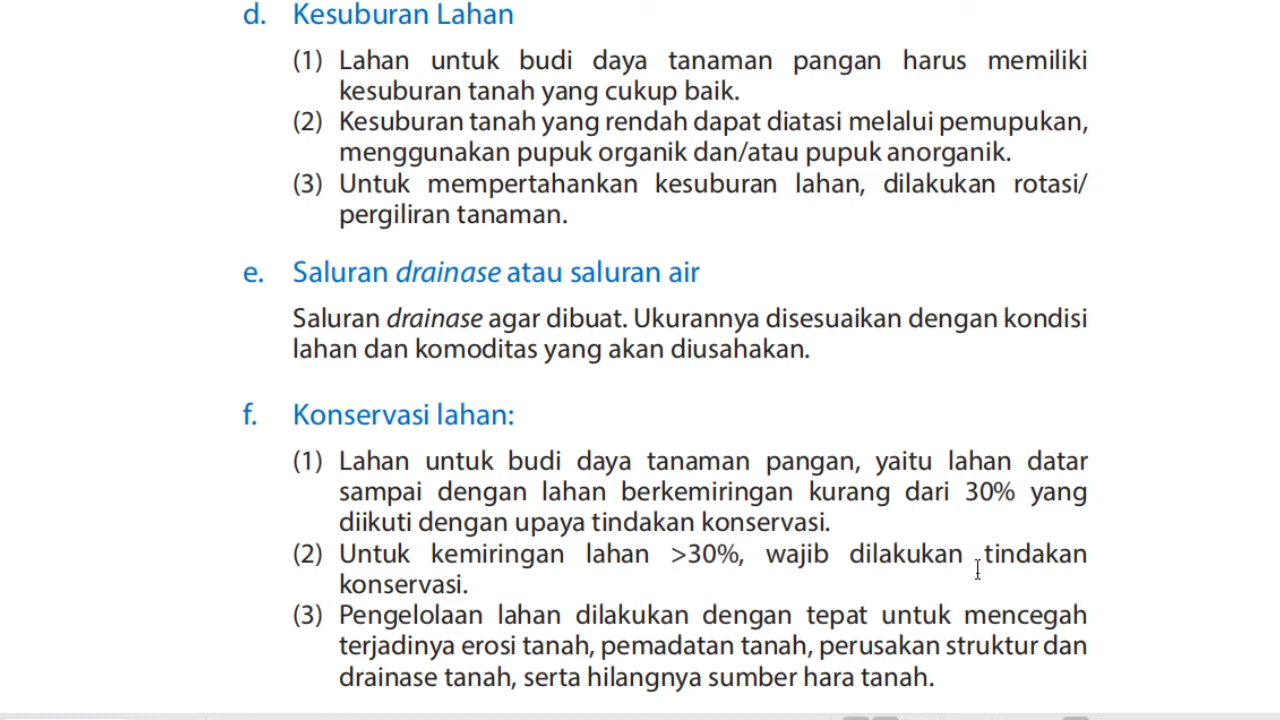 d. Kesuburan Lahan
(1) Lahan untuk budi daya tanaman pangan harus memiliki
kesuburan tanah yang cukup baik.
(2) Kesuburan tanah yang rendah dapat diatasi melalui pemupukan,
menggunakan pupuk organik dan/atau pupuk anorganik.
(3) Untuk mempertahankan kesuburan lahan, dilakukan rotasi/
pergiliran tanaman.
e. Saluran drainase atau saluran air
Saluran drainase agar dibuat. Ukurannya disesuaikan dengan kondisi
lahan dan komoditas yang akan diusahakan.
f. Konservasi lahan:
(1) Lahan untuk budi daya tanaman pangan, yaitu lahan datar
sampai dengan lahan berkemiringan kurang dari 30% yang
diikuti dengan upaya tindakan konservasi.
(2) Untuk kemiringan lahan >30%, wajib dilakukan tindakan
konservasi.
(3) Pengelolaan lahan dilakukan dengan tepat untuk mencegah
terjadinya erosi tanah, pemadatan tanah, perusakan struktur dan
drainase tanah, serta hilangnya sumber hara tanah.